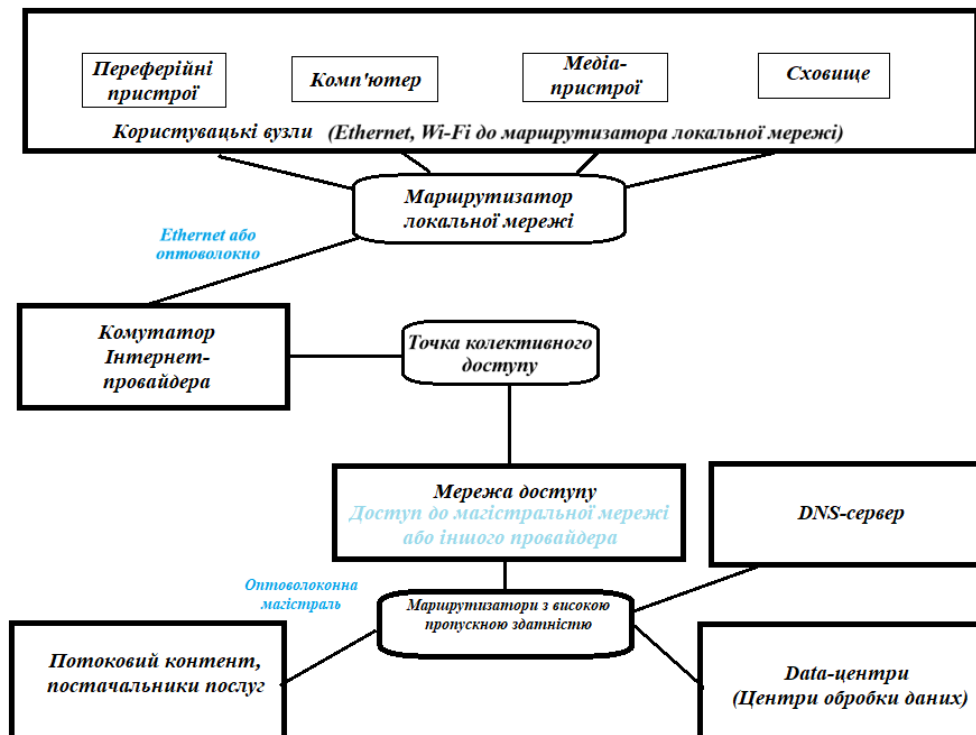 Переферійні
пристрої
Комп'ютер
Медіа-
пристрої
Сховище
Користувацькі вузли (Ethernet, Wi-Fi до маршрутизатора локальної мережі)
Маршрутизатор
локальної мережі
Ethernet або
оптоволокно
Комутатор
Інтернет-
провайдера
Точка колективного
доступу
Мережа доступу
Доступ до магістральної мережі
або іншого провайдера
DNS-сервер
Оптоволоконна
магістраль
Маршрутизатори з високою
пропускною здатністю
Потоковий контент,
постачальники послуг
Data-центри
(Центри обробки даних)